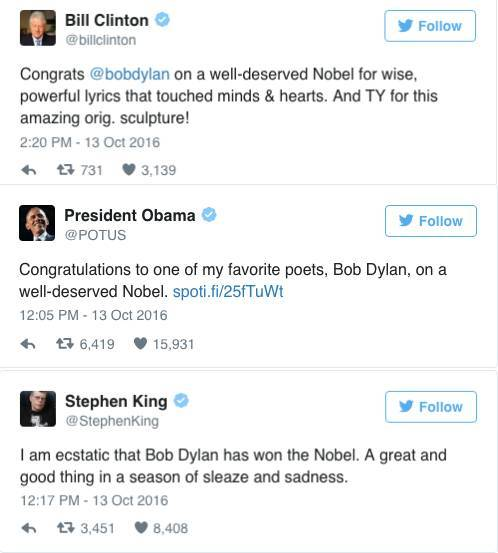 Bill Clinton
Follow
@billclinton
Congrats @bobdylan on a well-deserved Nobel for wise,
powerful lyrics that touched minds & hearts. And TY for this
amazing orig. sculpture!
2:20 PM - 13 Oct 2016
731 3,139
President Obama
Follow
@POTUS
Congratulations to one of my favorite poets, Bob Dylan, on a
well-deserved Nobel. spoti.fi/25fTuWt
12:05 PM - 13 Oct 2016
6,419 15,931
Stephen King
Follow
@StephenKing
I am ecstatic that Bob Dylan has won the Nobel. A great and
good thing in a season of sleaze and sadness.
12:17 PM - 13 Oct 2016
3,451 8,408